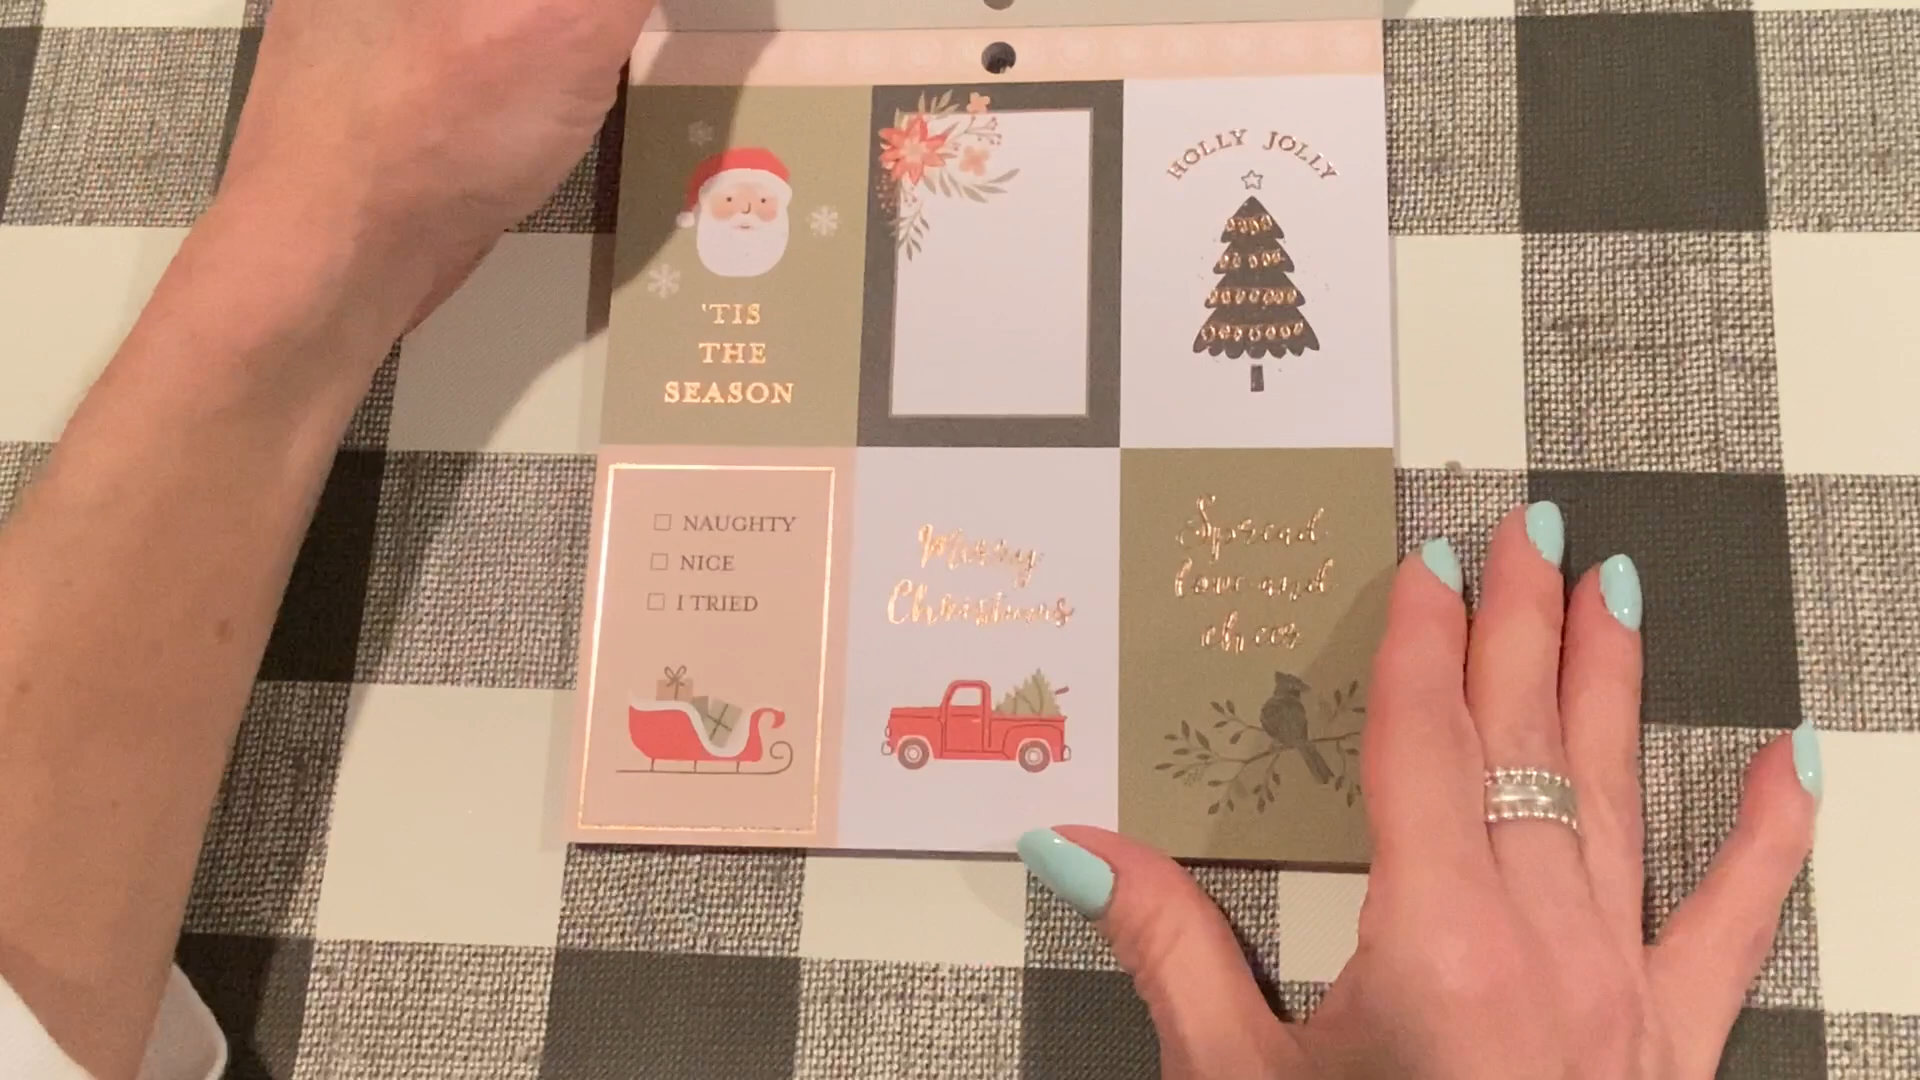 'TIS
THE
SEASON
HOLLY JOLLY
NAUGHTY
NICE
I TRIED
Merry
Christmas
Spread
love and
cheer